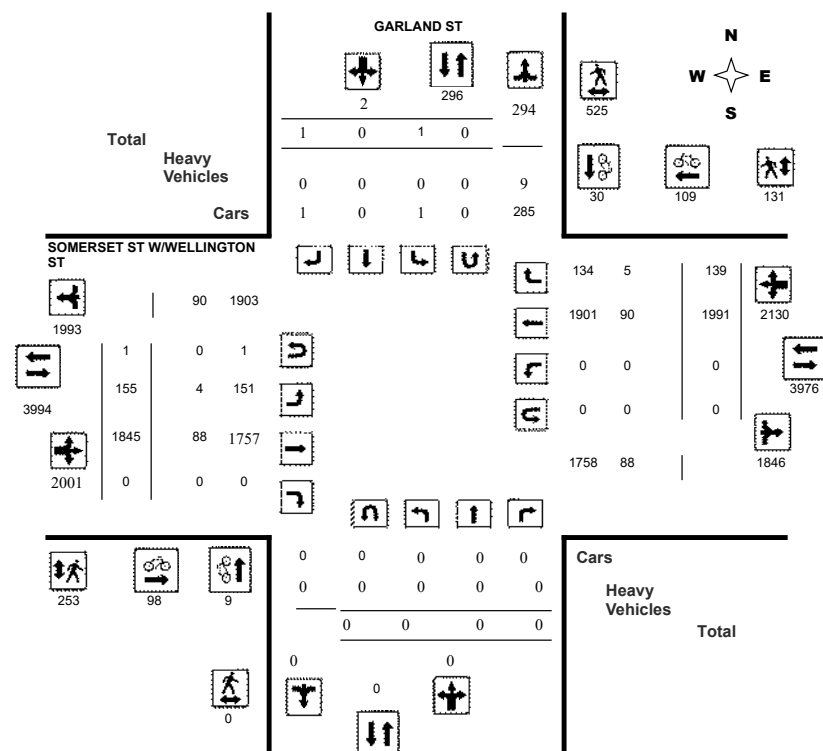 GARLAND ST
N
W E
S
2 296 294 525
Total 1 0 1 0
Heavy
Vehicles
0 0 0 0 9
30 109 131
Cars 1 0 1 0 285
SOMERSET ST W/WELLINGTON
ST
134 5 139
90 1903
1993
1901 90 1991 2130
1 0 1
0 0 0
155 4 151
3976
3994
0 0 0
1845 88 1757
1758 88 1846
2001 0 0 0
0 0 0 0 0
Cars
0 0 0 0 0
Heavy
Vehicles
253 98 9
0 0 0 0
Total
0 0
0
0